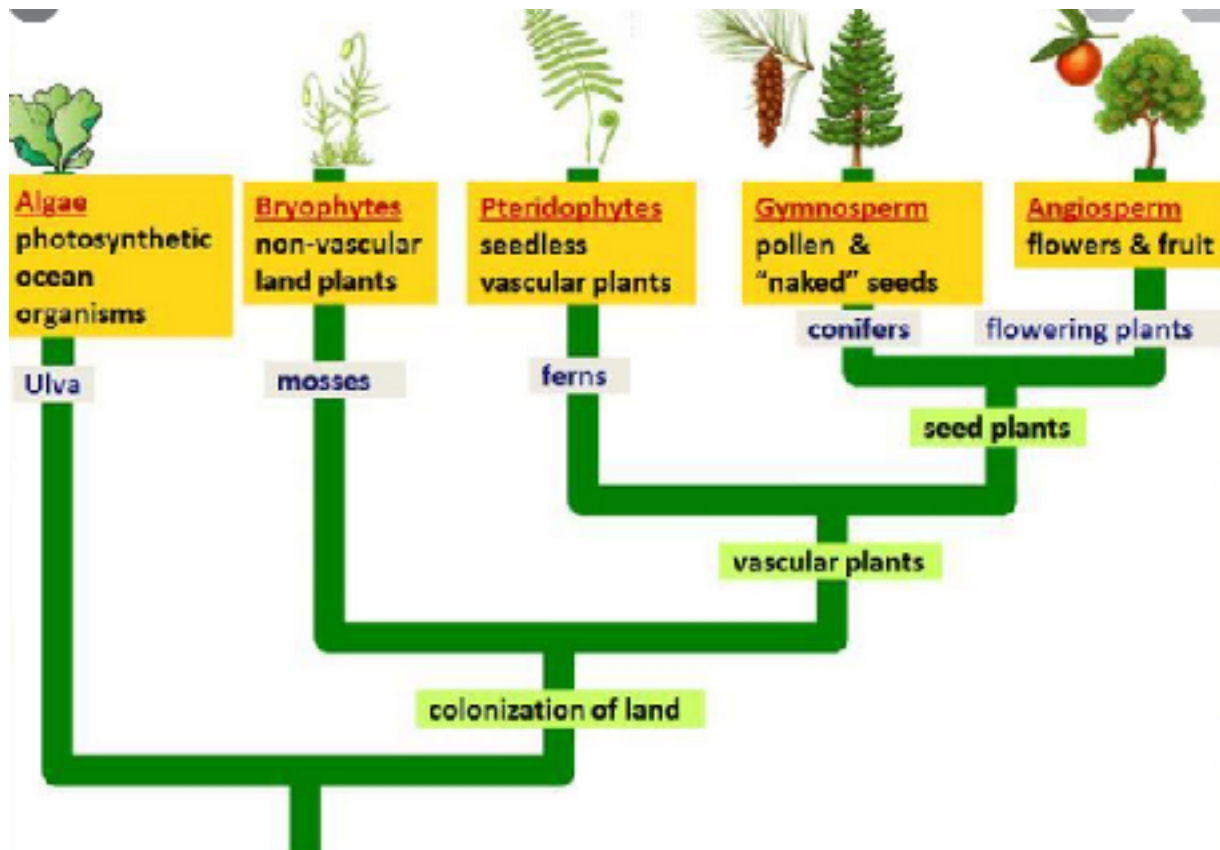 Algae
photosynthetic
ocean
organisms
Ulva
Bryophytes
non-vascular
land plants
mosses
Pteridophytes
seedless
vascular plants
ferns
Gymnosperm
pollen &
“naked” seeds
conifers
Angiosperm
flowers & fruit
flowering plants
seed plants
vascular plants
colonization of land